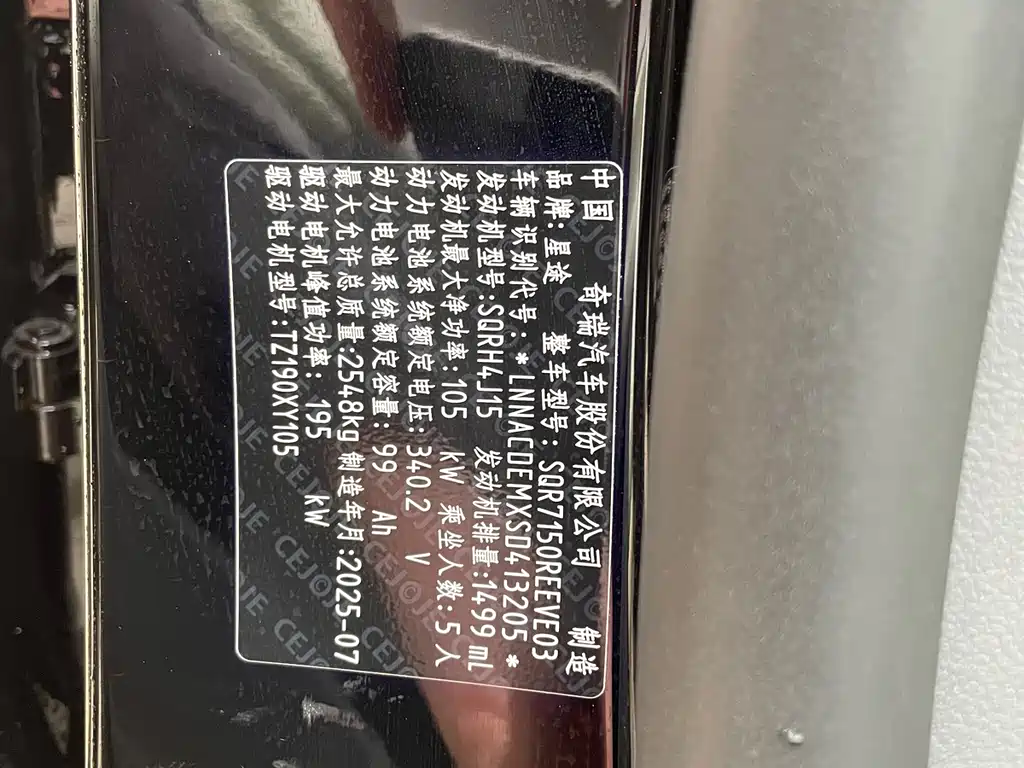 中国 奇瑞汽车股份有限公司 制造
品牌:星途 整车型号:SQR7150REEVE03
车辆识别代号:*LNNACDEMXSD413205*
发动机型号:SQRH4J15 发动机排量:1499mL
发动机最大净功率:105 kW 乘坐人数:5人
动力电池系统额定电压:340.2 V
动力电池系统额定容量:99 Ah
最大允许总质量:2548kg 制造年月:2025-07
驱动电机峰值功率: 195 kW
驱动电机型号:TZ190XY105